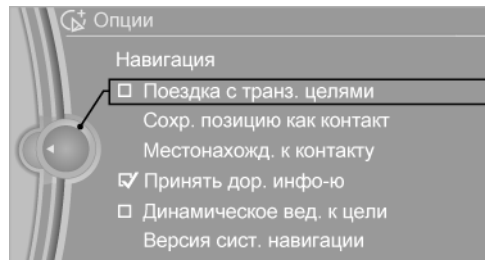 Опции
Навигация
Поездка с транз. целями
Сохр. позицию как контакт
Местонахожд. к контакту
Принять дор. инфо-ю
Динамическое вед. к цели
Версия сист. навигации